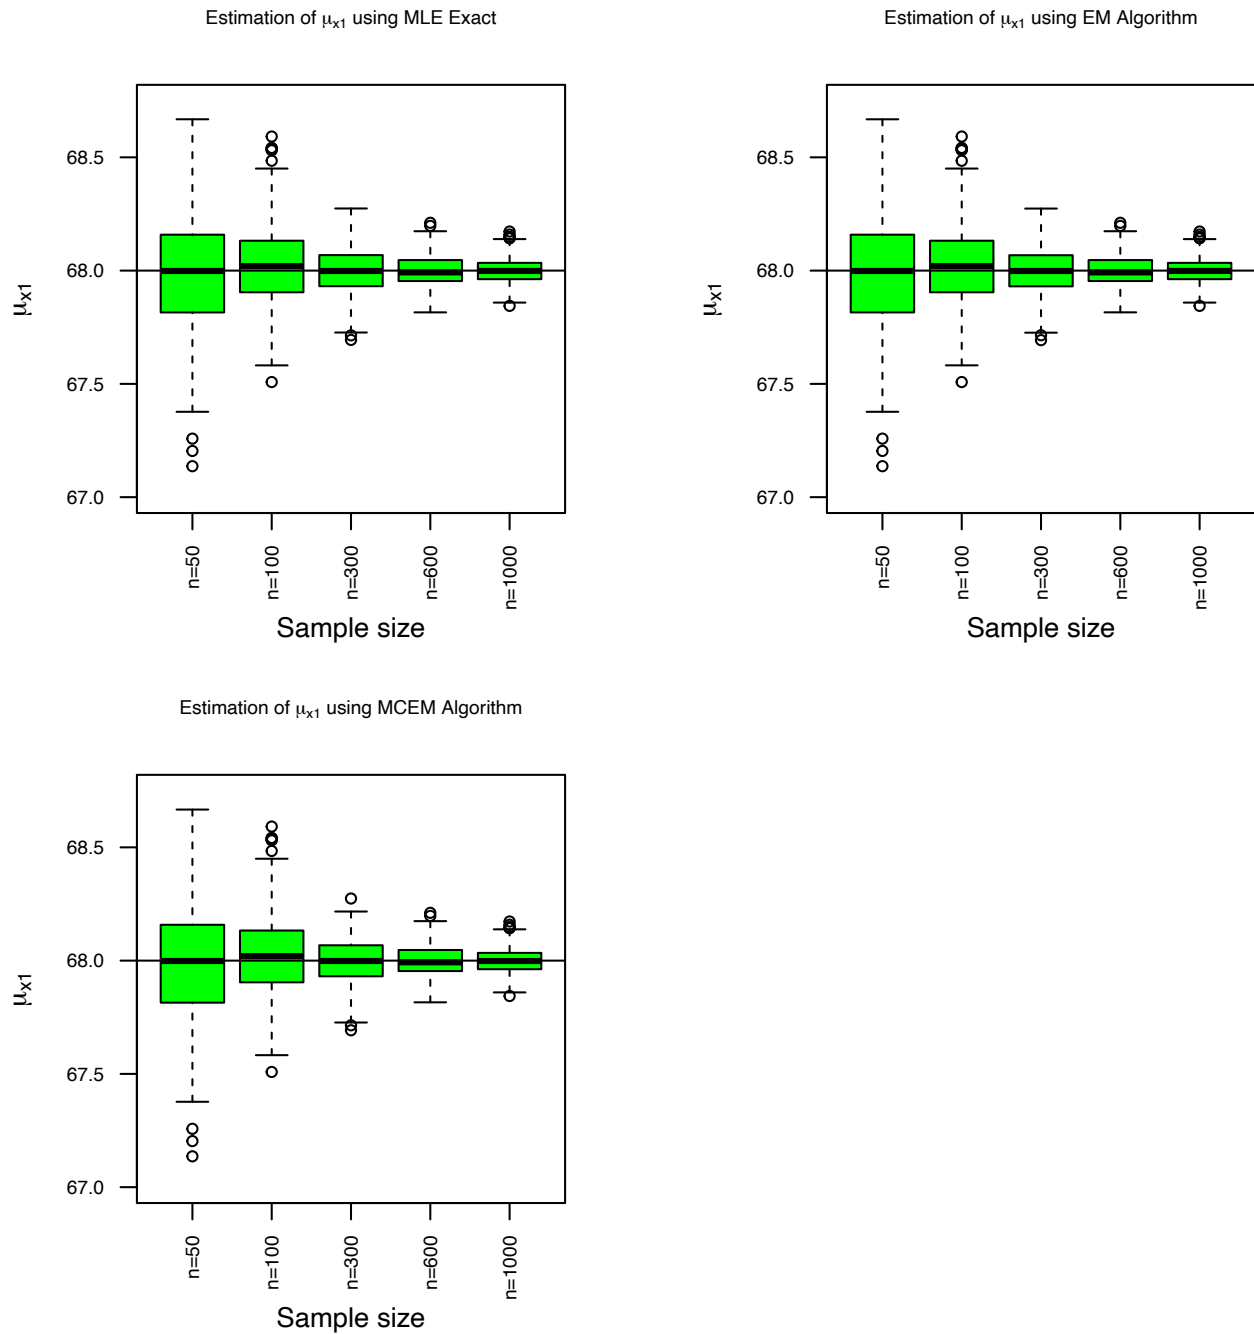 Estimation of μx1 using MLE Exact
μx1
68.5
68.0
67.5
67.0
n=50
n=100
n=300
n=600
n=1000
Sample size
Estimation of μx1 using EM Algorithm
μx1
68.5
68.0
67.5
67.0
n=50
n=100
n=300
n=600
n=1000
Sample size
Estimation of μx1 using MCEM Algorithm
μx1
68.5
68.0
67.5
67.0
n=50
n=100
n=300
n=600
n=1000
Sample size